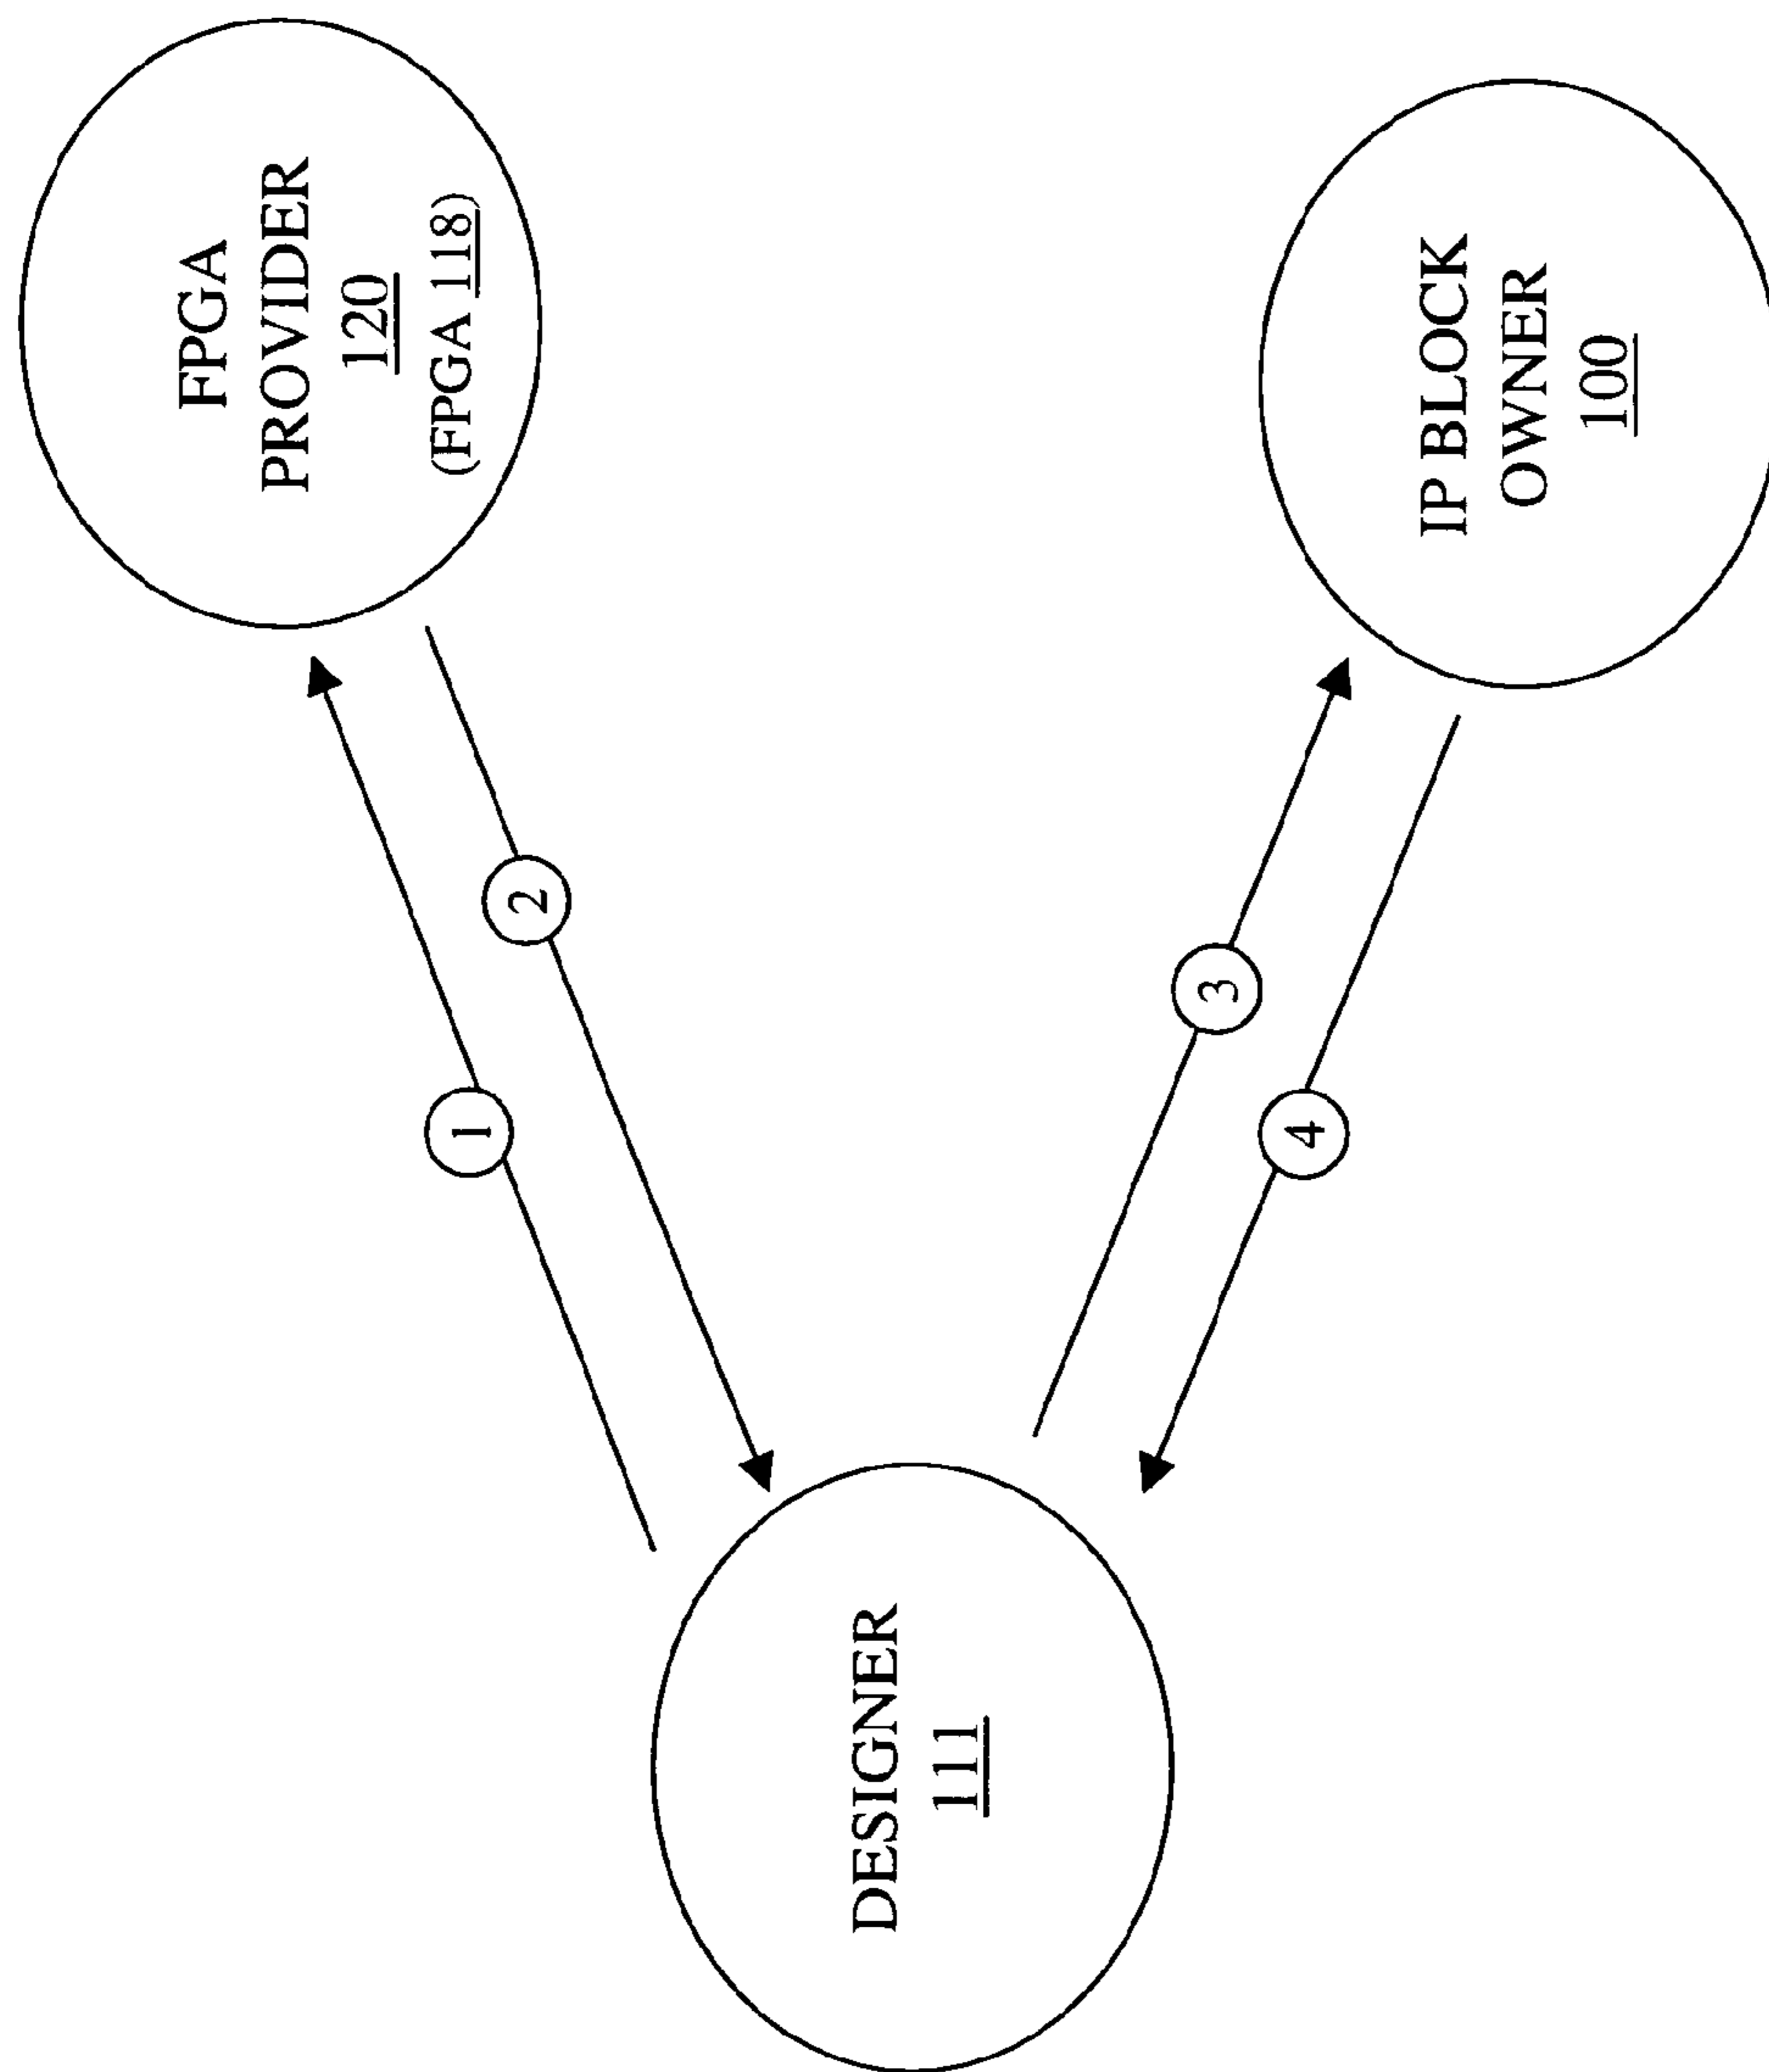 FPGA
PROVIDER
120
(FPGA 118)
1
2
DESIGNER
111
3
4
IP BLOCK
OWNER
100